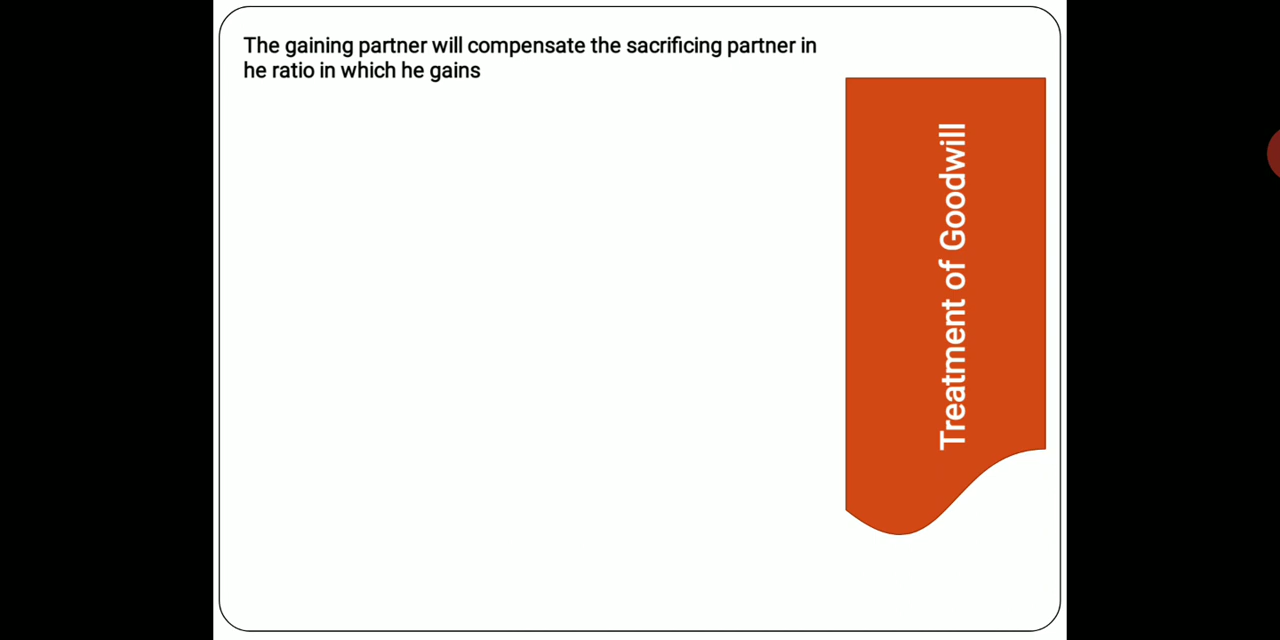 The gaining partner will compensate the sacrificing partner in
he ratio in which he gains
Treatment of Goodwill